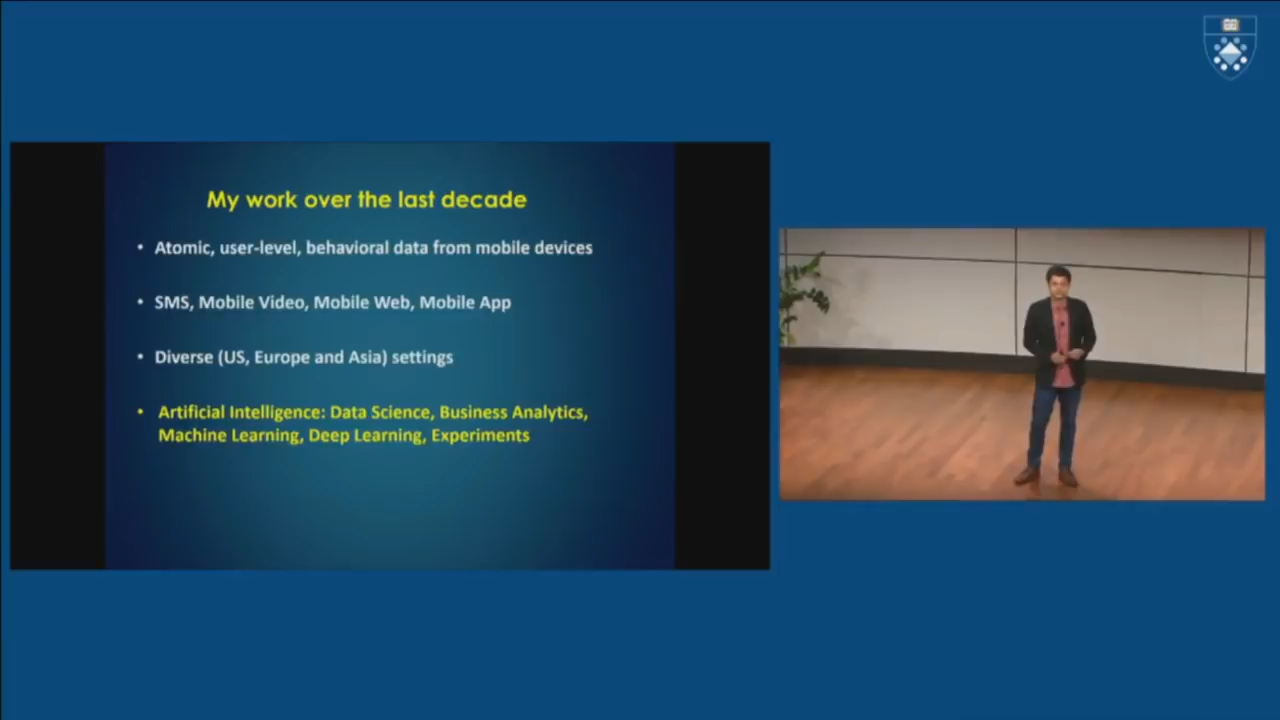 My work over the last decade
• Atomic, user-level, behavioral data from mobile devices
• SMS, Mobile Video, Mobile Web, Mobile App
• Diverse (US, Europe and Asia) settings
• Artificial Intelligence: Data Science, Business Analytics,
Machine Learning, Deep Learning, Experiments